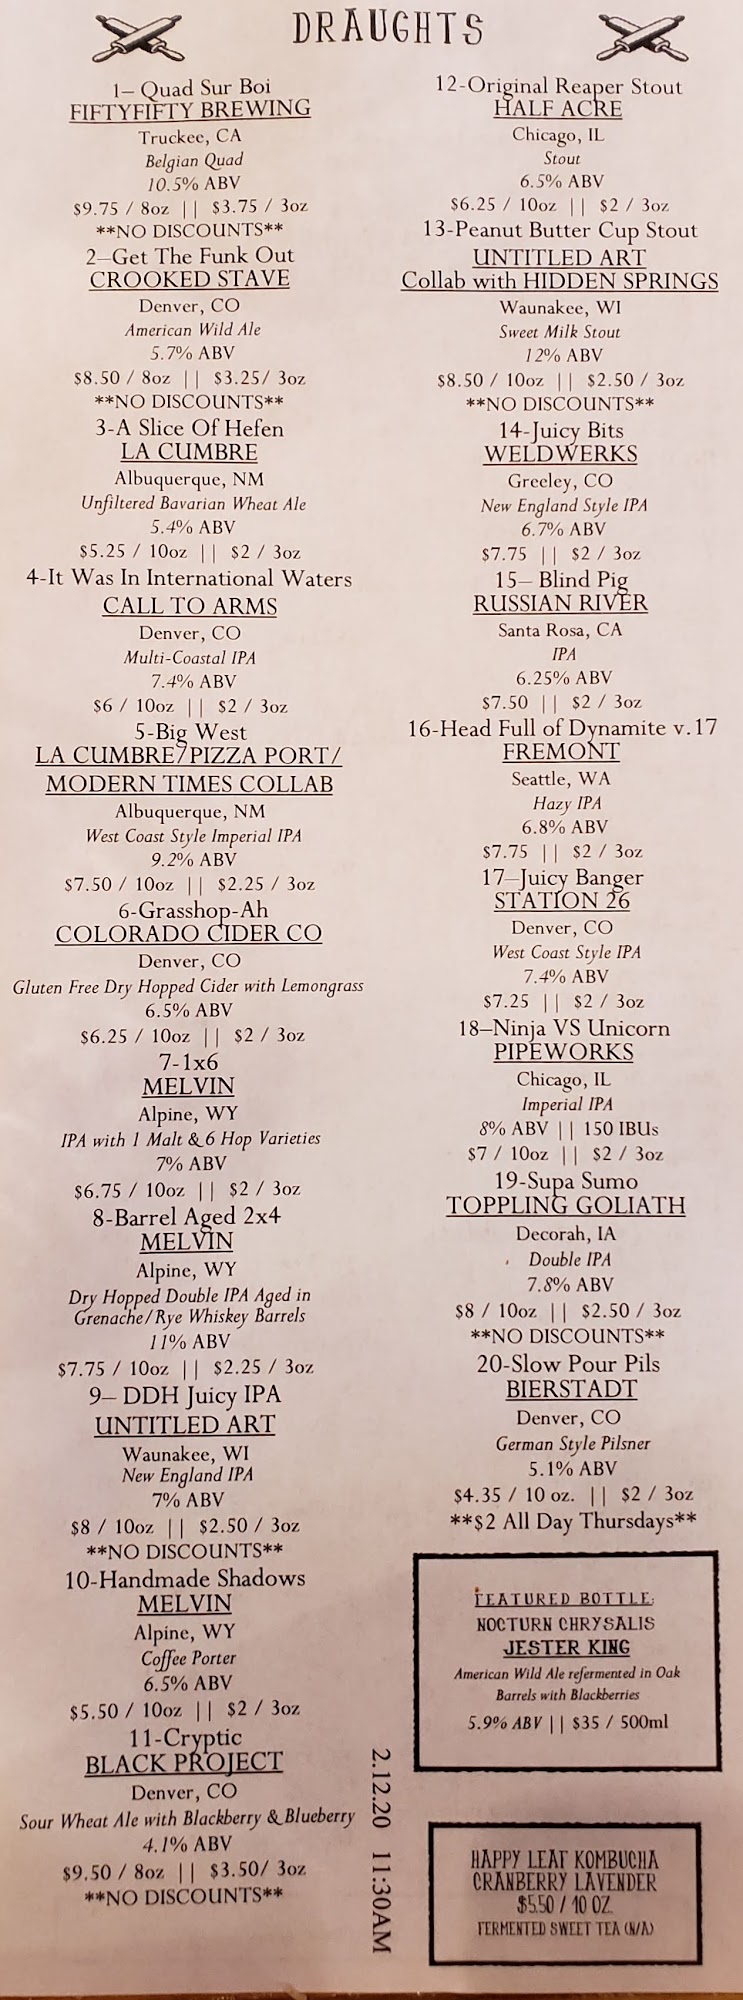 DRAUGHTS
1– Quad Sur Boi
FIFTYFIFTY BREWING
Truckee, CA
Belgian Quad
10.5% ABV
$9.75 / 8oz || $3.75 / 3oz
**NO DISCOUNTS**
2–Get The Funk Out
CROOKED STAVE
Denver, CO
American Wild Ale
5.7% ABV
$8.50 / 8oz || $3.25/ 3oz
**NO DISCOUNTS**
3-A Slice Of Hefen
LA CUMBRE
Albuquerque, NM
Unfiltered Bavarian Wheat Ale
5.4% ABV
$5.25 / 10oz || $2 / 3oz
4-It Was In International Waters
CALL TO ARMS
Denver, CO
Multi-Coastal IPA
7.4% ABV
$6 / 10oz || $2 / 3oz
5-Big West
LA CUMBRE/PIZZA PORT/
MODERN TIMES COLLAB
Albuquerque, NM
West Coast Style Imperial IPA
9.2% ABV
$7.50 / 10oz || $2.25 / 3oz
6-Grasshop-Ah
COLORADO CIDER CO
Denver, CO
Gluten Free Dry Hopped Cider with Lemongrass
6.5% ABV
$6.25 / 10oz || $2 / 3oz
7-1x6
MELVIN
Alpine, WY
IPA with 1 Malt & 6 Hop Varieties
7% ABV
$6.75 / 10oz || $2 / 3oz
8-Barrel Aged 2x4
MELVIN
Alpine, WY
Dry Hopped Double IPA Aged in
Grenache/Rye Whiskey Barrels
11% ABV
$7.75 / 10oz || $2.25 / 3oz
9– DDH Juicy IPA
UNTITLED ART
Waunakee, WI
New England IPA
7% ABV
$8 / 10oz || $2.50 / 3oz
**NO DISCOUNTS**
10-Handmade Shadows
MELVIN
Alpine, WY
Coffee Porter
6.5% ABV
$5.50 / 10oz || $2 / 3oz
11-Cryptic
BLACK PROJECT
Denver, CO
Sour Wheat Ale with Blackberry & Blueberry
4.1% ABV
$9.50 / 8oz || $3.50/ 3oz
**NO DISCOUNTS**
12-Original Reaper Stout
HALF ACRE
Chicago, IL
Stout
6.5% ABV
$6.25 / 10oz || $2 / 3oz
13-Peanut Butter Cup Stout
UNTITLED ART
Collab with HIDDEN SPRINGS
Waunakee, WI
Sweet Milk Stout
12% ABV
$8.50 / 10oz || $2.50 / 3oz
**NO DISCOUNTS**
14-Juicy Bits
WELDWERKS
Greeley, CO
New England Style IPA
6.7% ABV
$7.75 || $2 / 3oz
15– Blind Pig
RUSSIAN RIVER
Santa Rosa, CA
IPA
6.25% ABV
$7.50 || $2 / 3oz
16-Head Full of Dynamite v.17
FREMONT
Seattle, WA
Hazy IPA
6.8% ABV
$7.75 || $2 / 3oz
17–Juicy Banger
STATION 26
Denver, CO
West Coast Style IPA
7.4% ABV
$7.25 || $2 / 3oz
18–Ninja VS Unicorn
PIPEWORKS
Chicago, IL
Imperial IPA
8% ABV || 150 IBUs
$7 / 10oz || $2 / 3oz
19-Supa Sumo
TOPPLING GOLIATH
Decorah, IA
Double IPA
7.8% ABV
$8 / 10oz || $2.50 / 3oz
**NO DISCOUNTS**
20-Slow Pour Pils
BIERSTADT
Denver, CO
German Style Pilsner
5.1% ABV
$4.35 / 10 oz. || $2 / 3oz
**$2 All Day Thursdays**
FEATURED BOTTLE:
NOCTURN CHRYSALIS
JESTER KING
American Wild Ale refermented in Oak
Barrels with Blackberries
5.9% ABV || $35 / 500ml
2.12.20 11:30AM
HAPPY LEAF KOMBUCHA
CRANBERRY LAVENDER
$5.50 / 10 OZ.
FERMENTED SWEET TEA (N/A)